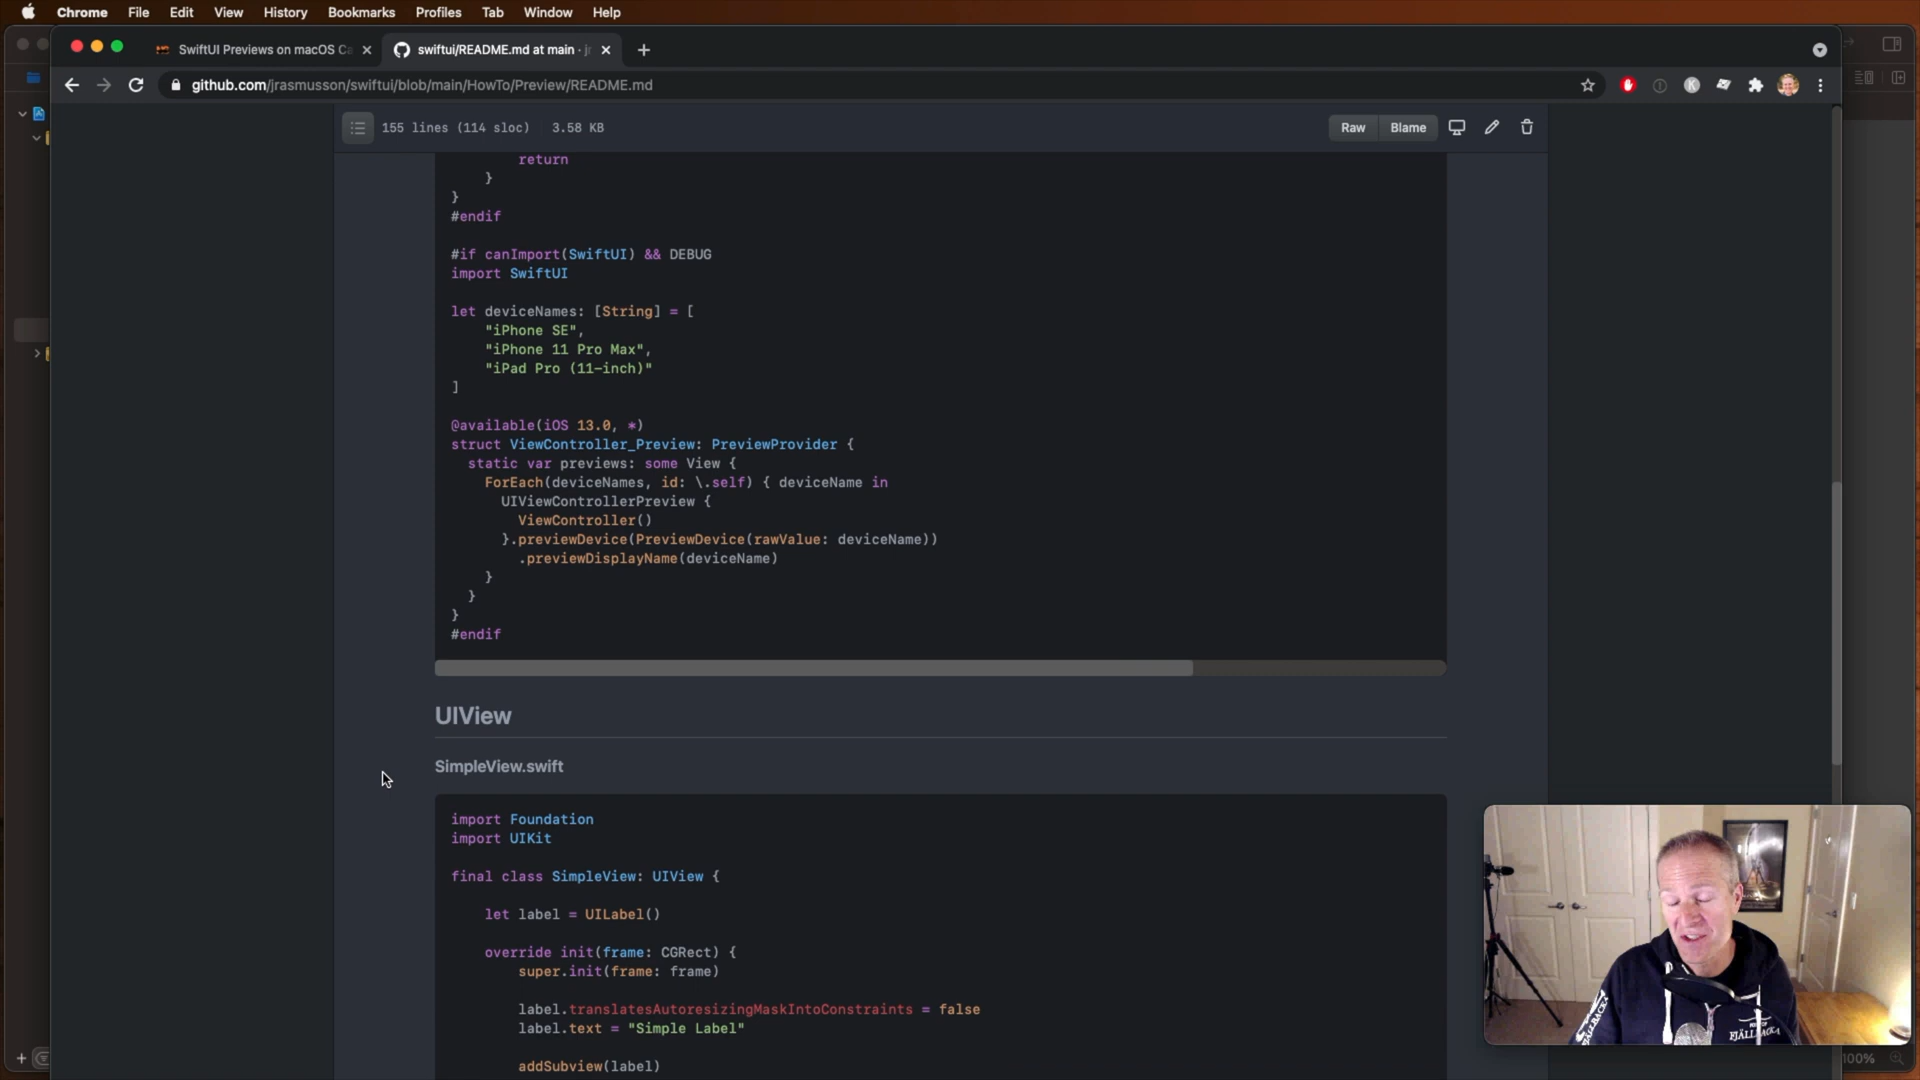 Chrome File Edit View History Bookmarks Profiles Tab Window Help
SwiftUI Previews on macOS Ca
swiftui/README.md at main · jr
github.com/jrasmusson/swiftui/blob/main/HowTo/Preview/README.md
155 lines (114 sloc) 3.58 KB
Raw Blame
return
}
}
#endif
#if canImport(SwiftUI) && DEBUG
import SwiftUI
let deviceNames: [String] = [
"iPhone SE",
"iPhone 11 Pro Max",
"iPad Pro (11-inch)"
]
@available(iOS 13.0, *)
struct ViewController_Preview: PreviewProvider {
static var previews: some View {
ForEach(deviceNames, id: \.self) { deviceName in
UIViewControllerPreview {
ViewController()
}.previewDevice(PreviewDevice(rawValue: deviceName))
.previewDisplayName(deviceName)
}
}
}
#endif
UIView
SimpleView.swift
import Foundation
import UIKit
final class SimpleView: UIView {
let label = UILabel()
override init(frame: CGRect) {
super.init(frame: frame)
label.translatesAutoresizingMaskIntoConstraints = false
label.text = "Simple Label"
addSubview(label)
FJÄLLBACKA
100%